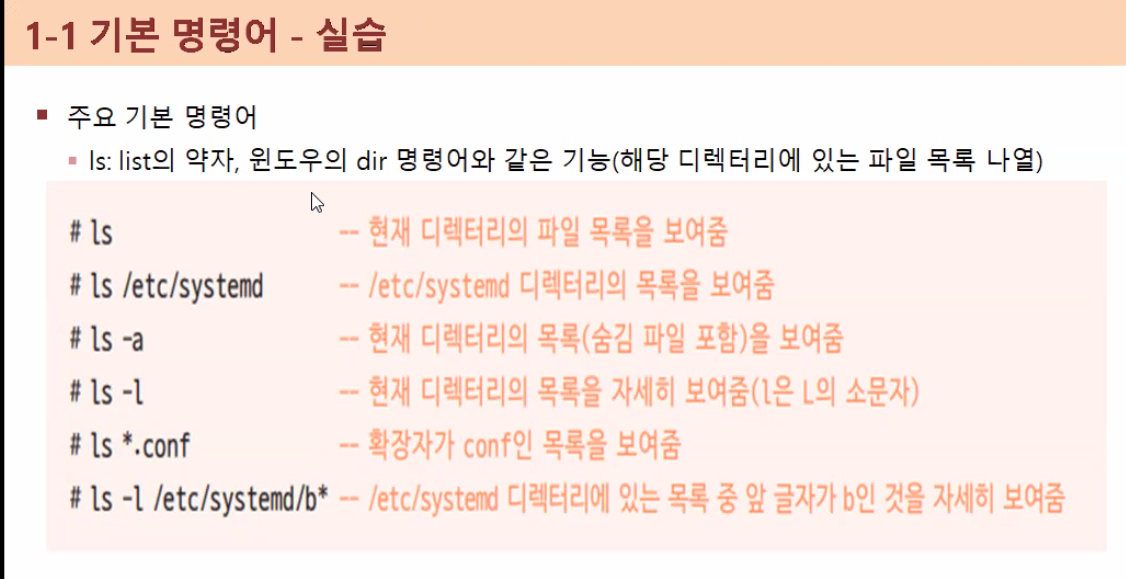 1-1 기본 명령어 - 실습
주요 기본 명령어
ls: list의 약자, 윈도우의 dir 명령어와 같은 기능(해당 디렉터리에 있는 파일 목록 나열)
# ls -- 현재 디렉터리의 파일 목록을 보여줌
# ls /etc/systemd -- /etc/systemd 디렉터리의 목록을 보여줌
# ls -a -- 현재 디렉터리의 목록(숨김 파일 포함)을 보여줌
# ls -l -- 현재 디렉터리의 목록을 자세히 보여줌(l은 L의 소문자)
# ls *.conf -- 확장자가 conf인 목록을 보여줌
# ls -l /etc/systemd/b* -- /etc/systemd 디렉터리에 있는 목록 중 앞 글자가 b인 것을 자세히 보여줌